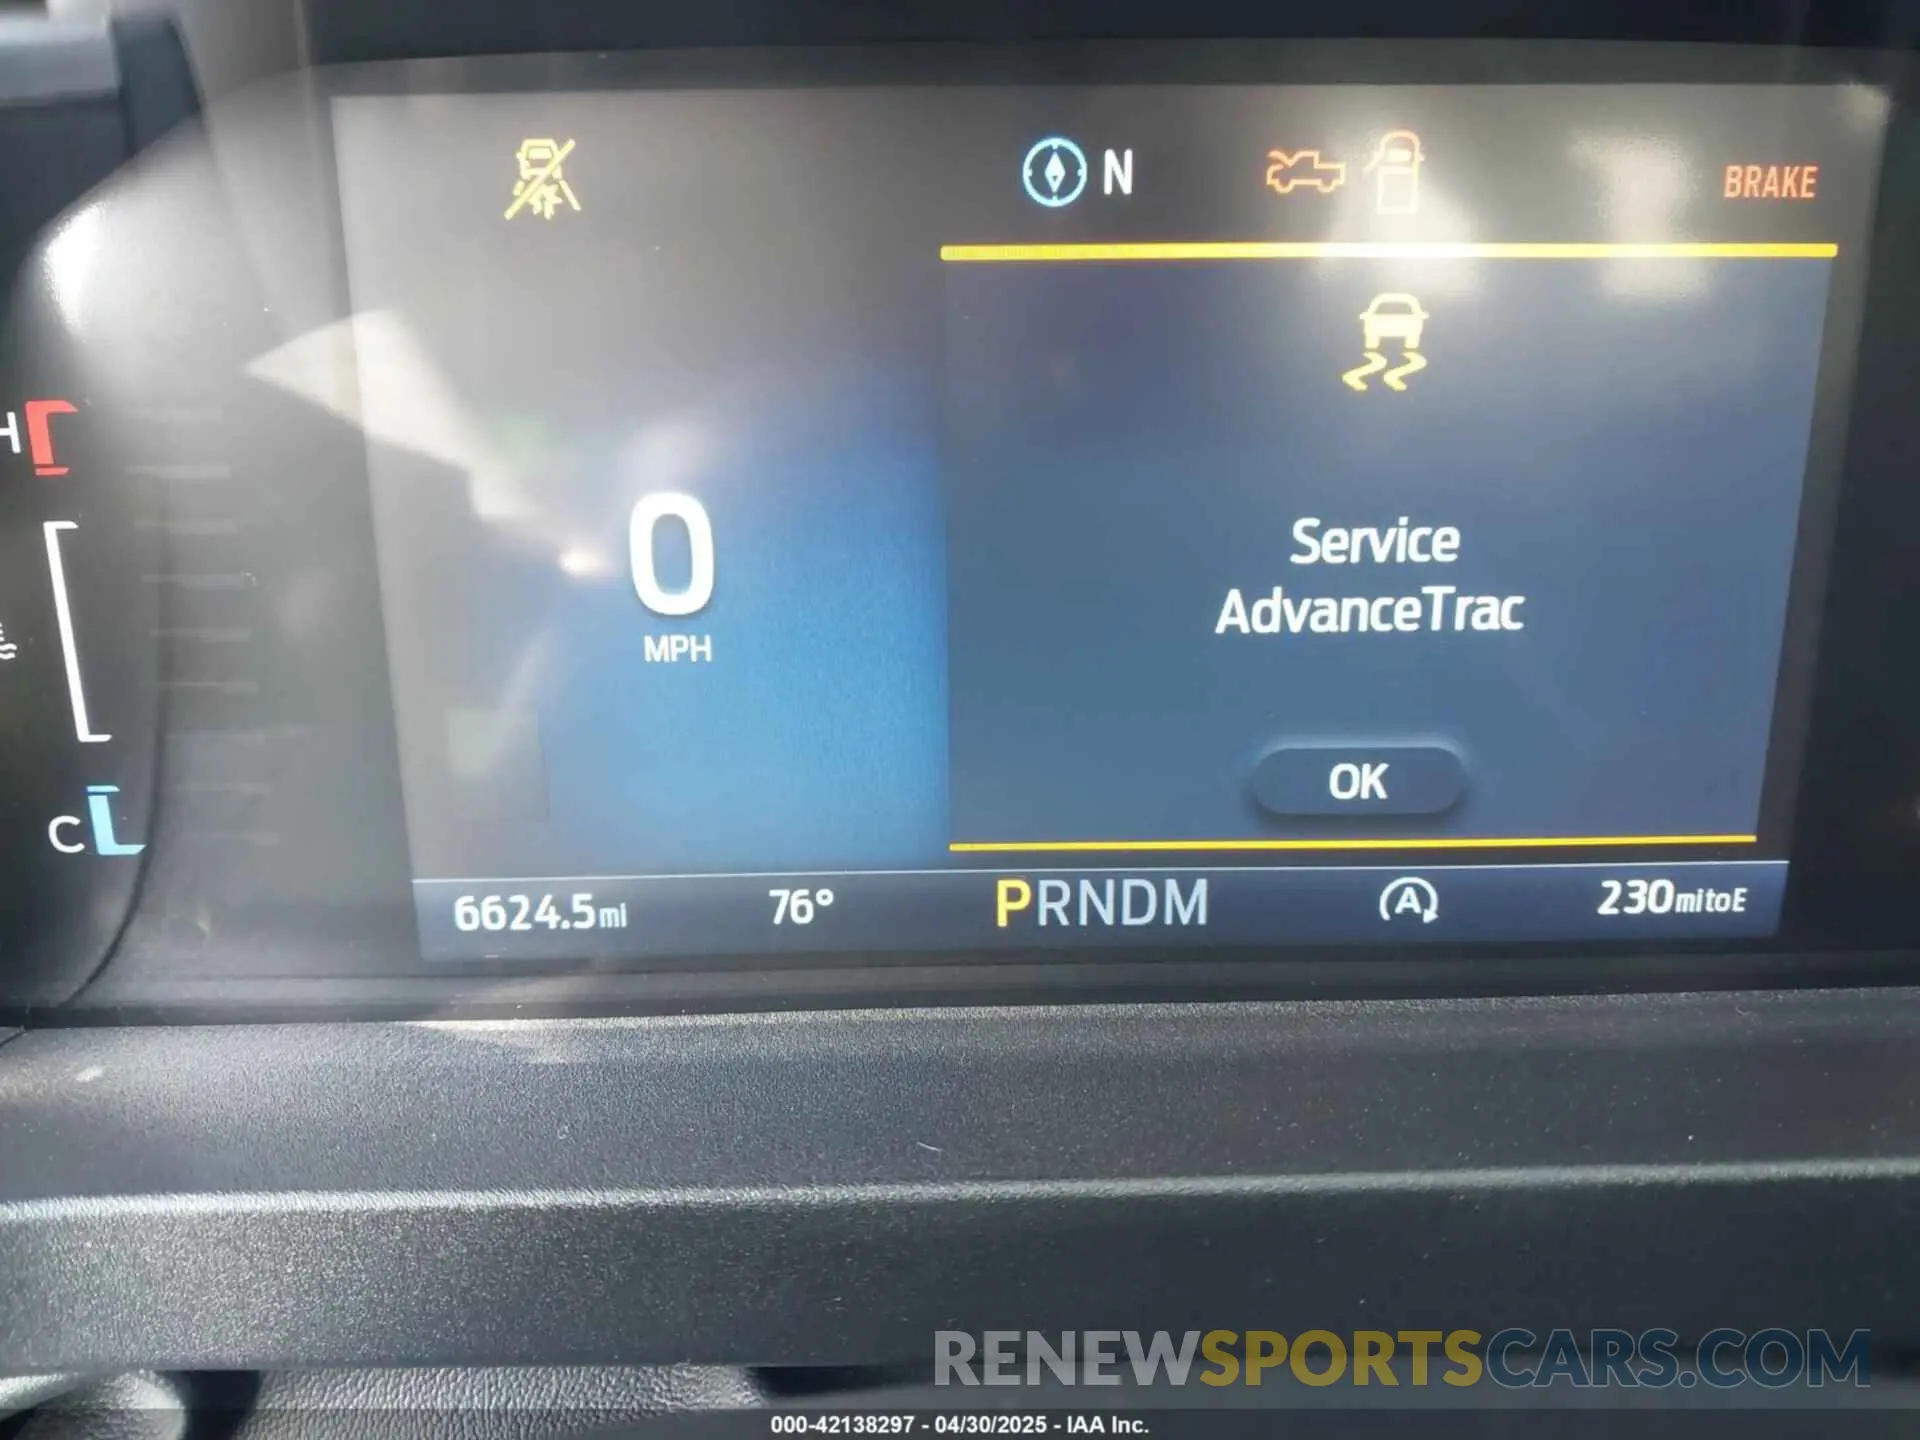 N
BRAKE
H
0
MPH
Service
AdvanceTrac
OK
C
6624.5mi 76° PRNDM A 230mitoE
RENEWSPORTSCARS.COM
000-42138297 - 04/30/2025 - IAA Inc.